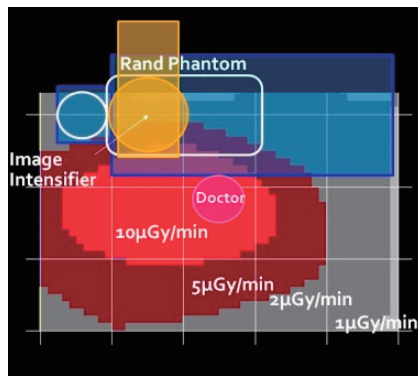 Rand Phantom
Image
Intensifier
Doctor
10µGy/min
5µGy/min
2µGy/min
1µGy/min